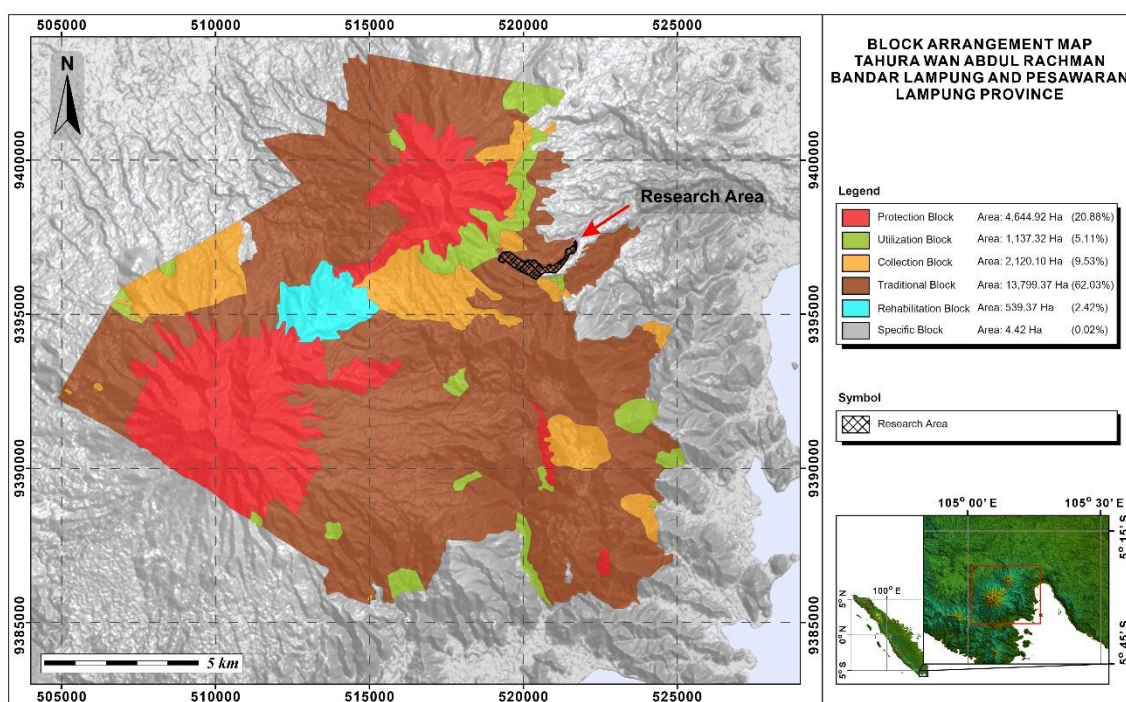 505000 510000 515000 520000 525000
N
9400000 9400000
Research Area
9395000 9395000
9390000 9390000
9385000 9385000
5 km
505000 510000 515000 520000 525000
BLOCK ARRANGEMENT MAP
TAHURA WAN ABDUL RACHMAN
BANDAR LAMPUNG AND PESAWARAN
LAMPUNG PROVINCE
Legend
Protection Block Area: 4,644.92 Ha (20.88%)
Utilization Block Area: 1,137.32 Ha (5.11%)
Collection Block Area: 2,120.10 Ha (9.53%)
Traditional Block Area: 13,799.37 Ha (62.03%)
Rehabilitation Block Area: 539.37 Ha (2.42%)
Specific Block Area: 4.42 Ha (0.02%)
Symbol
Research Area
105° 00' E 105° 30' E
5° 15' S
100° E
5° N
0° N
5° S
5° 45' S